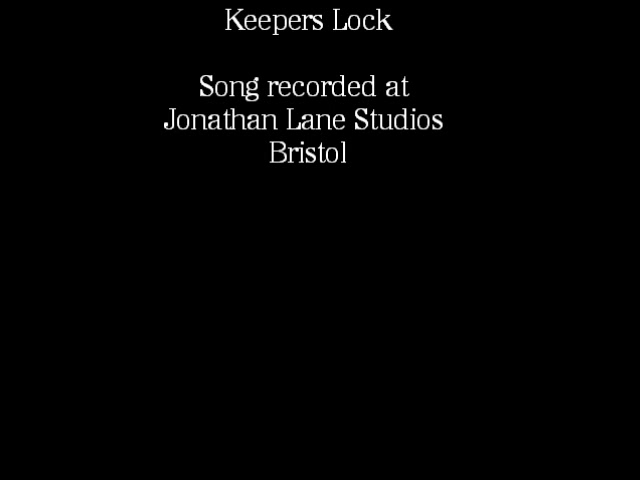 Keepers Lock
Song recorded at
Jonathan Lane Studios
Bristol